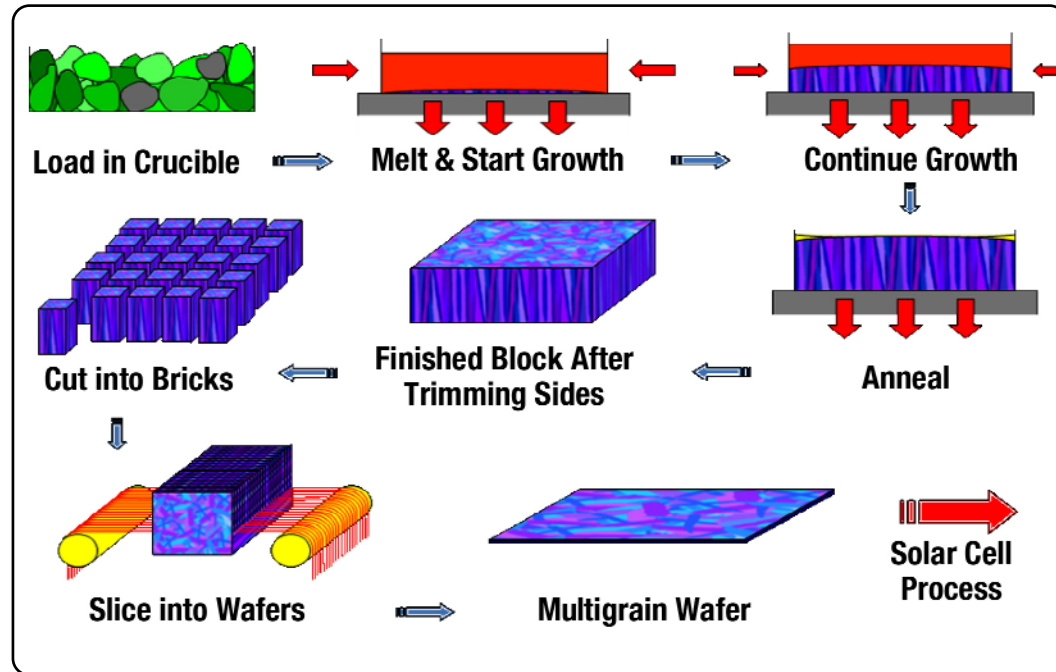 Load in Crucible
Melt & Start Growth
Continue Growth
Anneal
Finished Block After
Trimming Sides
Cut into Bricks
Slice into Wafers
Multigrain Wafer
Solar Cell
Process